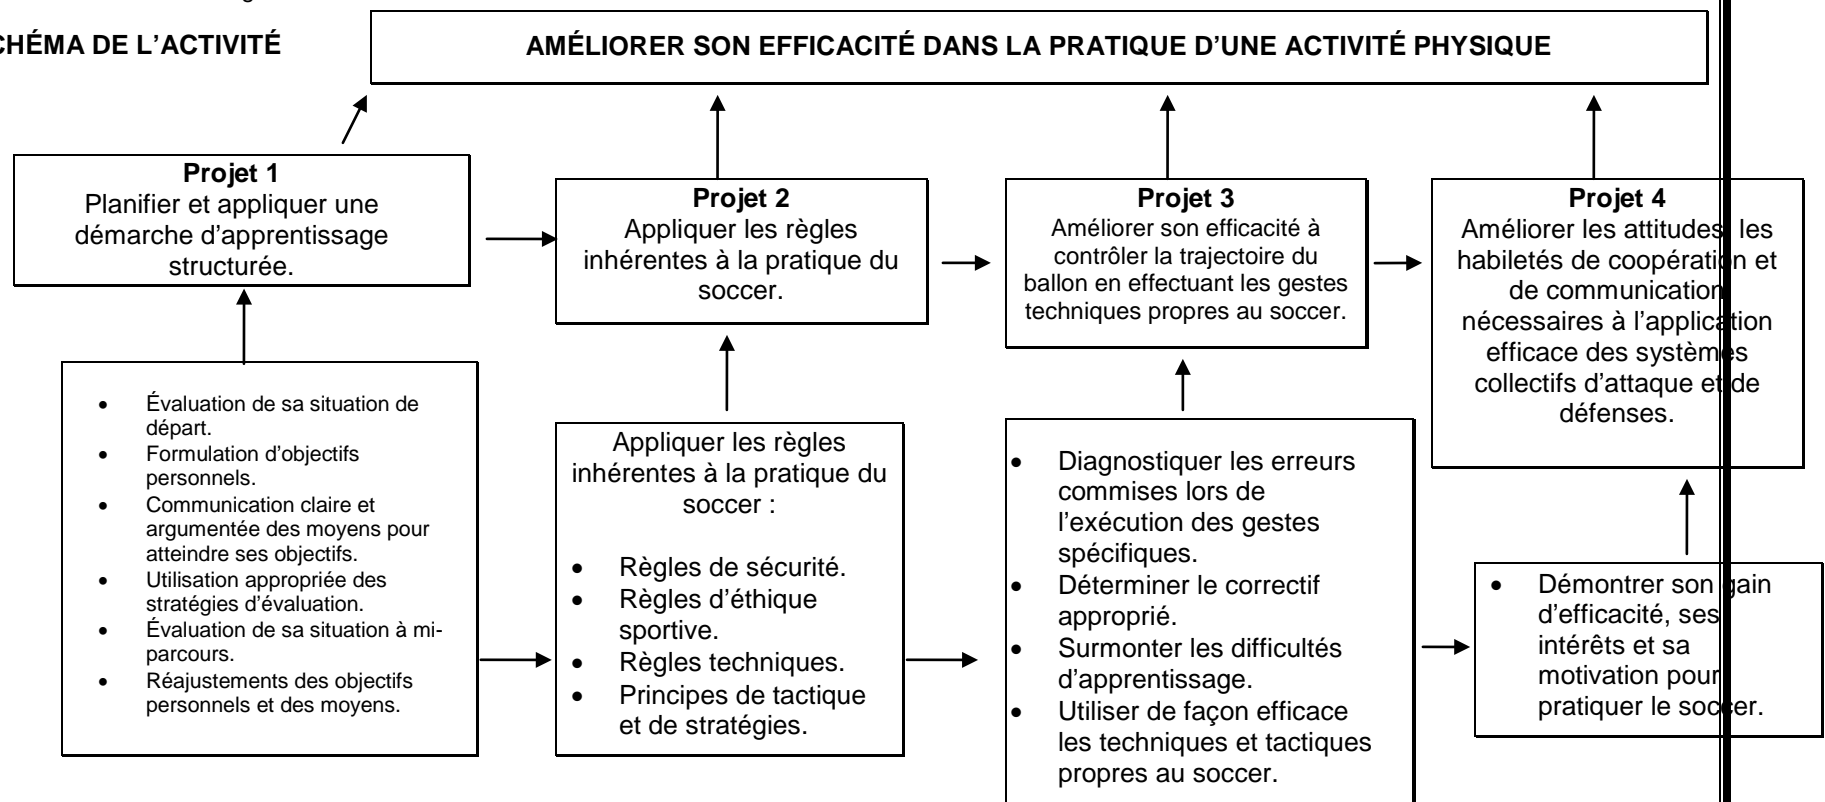 CHÉMA DE L'ACTIVITÉ
AMÉLIORER SON EFFICACITÉ DANS LA PRATIQUE D'UNE ACTIVITÉ PHYSIQUE
Projet 1
Planifier et appliquer une
démarche d'apprentissage
structurée.
Projet 2
Appliquer les règles
inhérentes à la pratique du
soccer.
Projet 3
Améliorer son efficacité à
contrôler la trajectoire du
ballon en effectuant les gestes
techniques propres au soccer.
Projet 4
Améliorer les attitudes, les
habiletés de coopération et
de communication
nécessaires à l'application
efficace des systèmes
collectifs d'attaque et de
défenses.
• Évaluation de sa situation de
départ.
• Formulation d'objectifs
personnels.
• Communication claire et
argumentée des moyens pour
atteindre ses objectifs.
• Utilisation appropriée des
stratégies d'évaluation.
• Évaluation de sa situation à mi-
parcours.
• Réajustements des objectifs
personnels et des moyens.
Appliquer les règles
inhérentes à la pratique du
soccer :
• Règles de sécurité.
• Règles d'éthique
sportive.
• Règles techniques.
• Principes de tactique
et de stratégies.
• Diagnostiquer les erreurs
commises lors de
l'exécution des gestes
spécifiques.
• Déterminer le correctif
approprié.
• Surmonter les difficultés
d'apprentissage.
• Utiliser de façon efficace
les techniques et tactiques
propres au soccer.
• Démontrer son gain
d'efficacité, ses
intérêts et sa
motivation pour
pratiquer le soccer.